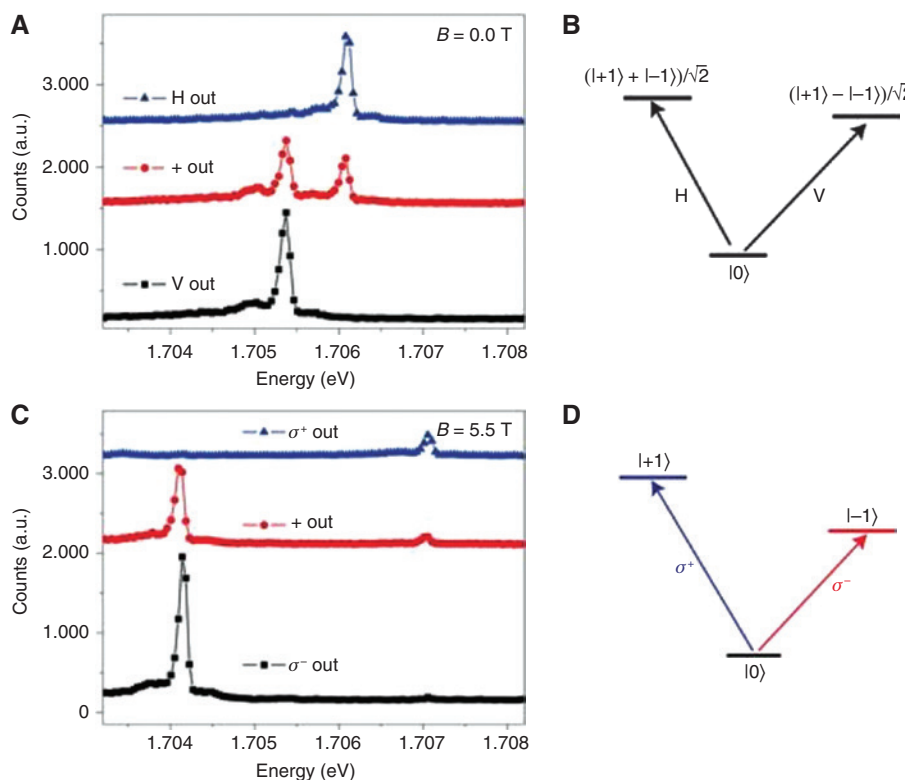 A
B = 0.0 T
3.000
H out
2.000
+ out
1.000
V out
Counts (a.u.)
1.704 1.705 1.706 1.707 1.708
Energy (eV)
B
(|+1⟩ + |−1⟩)/√2
(|+1⟩ − |−1⟩)/√2
H
V
|0⟩
C
σ+ out
B = 5.5 T
3.000
+ out
2.000
1.000
σ− out
0
Counts (a.u.)
1.704 1.705 1.706 1.707 1.708
Energy (eV)
D
|+1⟩
|−1⟩
σ+
σ−
|0⟩